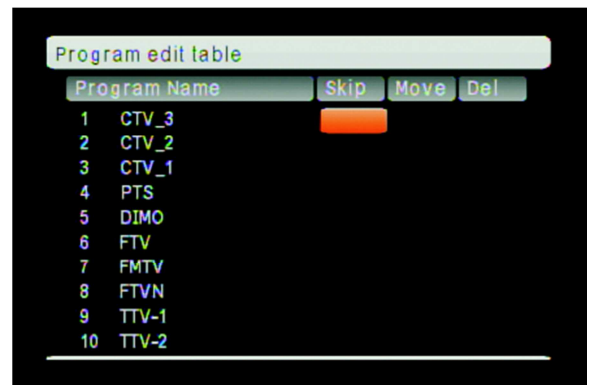 Program edit table
Program Name Skip Move Del
1 CTV_3
2 CTV_2
3 CTV_1
4 PTS
5 DIMO
6 FTV
7 FMTV
8 FTVN
9 TTV-1
10 TTV-2